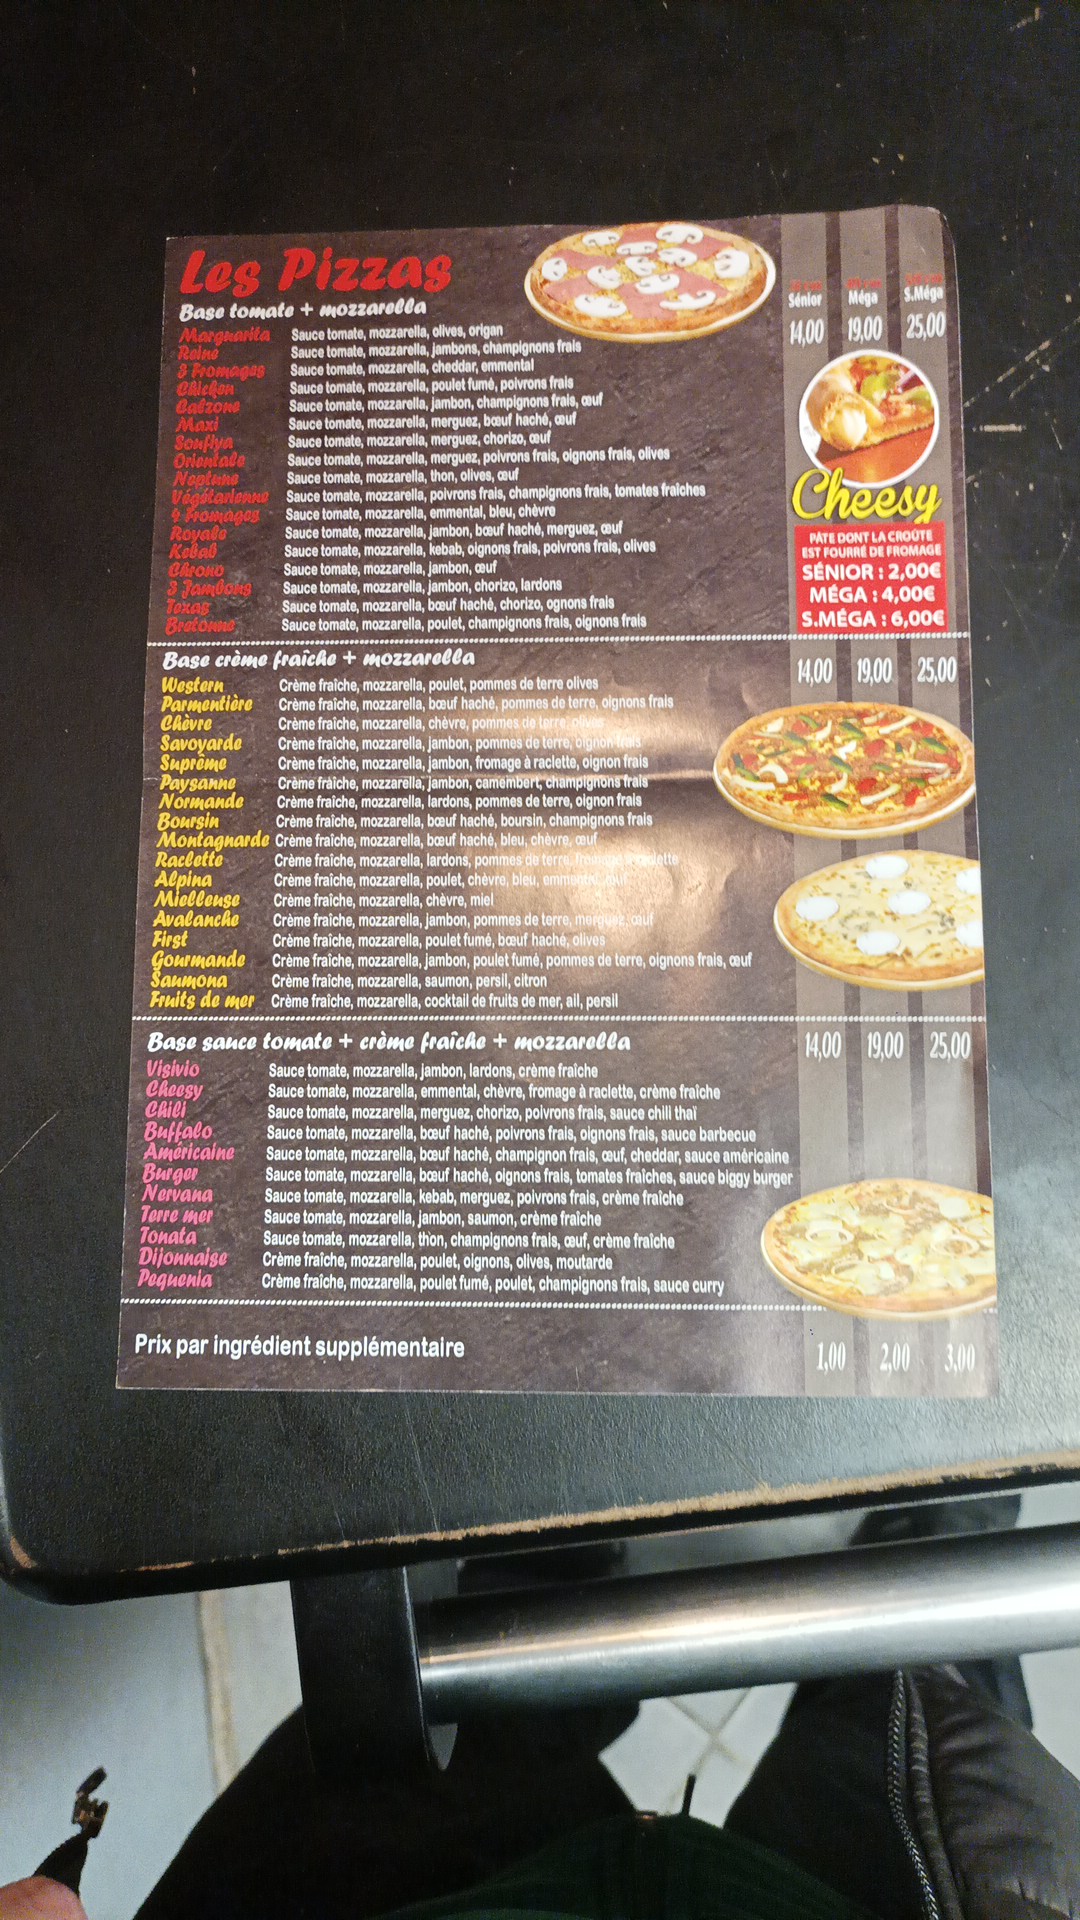 Les Pizzas
Base tomate + mozzarella
Sénior Méga S.Méga
14,00 19,00 25,00
Marguarita Sauce tomate, mozzarella, olives, origan
Reine Sauce tomate, mozzarella, jambons, champignons frais
3 Fromages Sauce tomate, mozzarella, cheddar, emmental
Chicken Sauce tomate, mozzarella, poulet fumé, poivrons frais
Calzone Sauce tomate, mozzarella, jambon, champignons frais, œuf
Maxi Sauce tomate, mozzarella, merguez, bœuf haché, œuf
Souflya Sauce tomate, mozzarella, merguez, chorizo, œuf
Orientale Sauce tomate, mozzarella, merguez, poivrons frais, oignons frais, olives
Neptune Sauce tomate, mozzarella, thon, olives, œuf
Végétarienne Sauce tomate, mozzarella, poivrons frais, champignons frais, tomates fraîches
4 Fromages Sauce tomate, mozzarella, emmental, bleu, chèvre
Royale Sauce tomate, mozzarella, jambon, bœuf haché, merguez, œuf
Kebab Sauce tomate, mozzarella, kebab, oignons frais, poivrons frais, olives
Chrono Sauce tomate, mozzarella, jambon, œuf
3 Jambons Sauce tomate, mozzarella, jambon, chorizo, lardons
Texas Sauce tomate, mozzarella, bœuf haché, chorizo, ognons frais
Bretonne Sauce tomate, mozzarella, poulet, champignons frais, oignons frais
Cheesy
PÂTE DONT LA CROÛTE
EST FOURRÉ DE FROMAGE
SÉNIOR : 2,00€
MÉGA : 4,00€
S.MÉGA : 6,00€
Base crème fraîche + mozzarella
14,00 19,00 25,00
Western Crème fraîche, mozzarella, poulet, pommes de terre olives
Parmentière Crème fraîche, mozzarella, bœuf haché, pommes de terre, oignons frais
Chèvre Crème fraîche, mozzarella, chèvre, pommes de terre, olives
Savoyarde Crème fraîche, mozzarella, jambon, pommes de terre, oignon frais
Suprême Crème fraîche, mozzarella, jambon, fromage à raclette, oignon frais
Paysanne Crème fraîche, mozzarella, jambon, camembert, champignons frais
Normande Crème fraîche, mozzarella, lardons, pommes de terre, oignon frais
Boursin Crème fraîche, mozzarella, bœuf haché, boursin, champignons frais
Montagnarde Crème fraîche, mozzarella, bœuf haché, bleu, chèvre, œuf
Raclette Crème fraîche, mozzarella, lardons, pommes de terre, fromage à raclette
Alpina Crème fraîche, mozzarella, poulet, chèvre, bleu, emmental, œuf
Mielleuse Crème fraîche, mozzarella, chèvre, miel
Avalanche Crème fraîche, mozzarella, jambon, pommes de terre, merguez, œuf
First Crème fraîche, mozzarella, poulet fumé, bœuf haché, olives
Gourmande Crème fraîche, mozzarella, jambon, poulet fumé, pommes de terre, oignons frais, œuf
Saumona Crème fraîche, mozzarella, saumon, persil, citron
Fruits de mer Crème fraîche, mozzarella, cocktail de fruits de mer, ail, persil
Base sauce tomate + crème fraîche + mozzarella
14,00 19,00 25,00
Visivio Sauce tomate, mozzarella, jambon, lardons, crème fraîche
Cheesy Sauce tomate, mozzarella, emmental, chèvre, fromage à raclette, crème fraîche
Chili Sauce tomate, mozzarella, merguez, chorizo, poivrons frais, sauce chili thaï
Buffalo Sauce tomate, mozzarella, bœuf haché, poivrons frais, oignons frais, sauce barbecue
Américaine Sauce tomate, mozzarella, bœuf haché, champignon frais, œuf, cheddar, sauce américaine
Burger Sauce tomate, mozzarella, bœuf haché, oignons frais, tomates fraîches, sauce biggy burger
Nervana Sauce tomate, mozzarella, kebab, merguez, poivrons frais, crème fraîche
Terre mer Sauce tomate, mozzarella, jambon, saumon, crème fraîche
Tonata Sauce tomate, mozzarella, thon, champignons frais, œuf, crème fraîche
Dijonnaise Crème fraîche, mozzarella, poulet, oignons, olives, moutarde
Pequenia Crème fraîche, mozzarella, poulet fumé, poulet, champignons frais, sauce curry
Prix par ingrédient supplémentaire
1,00 2,00 3,00